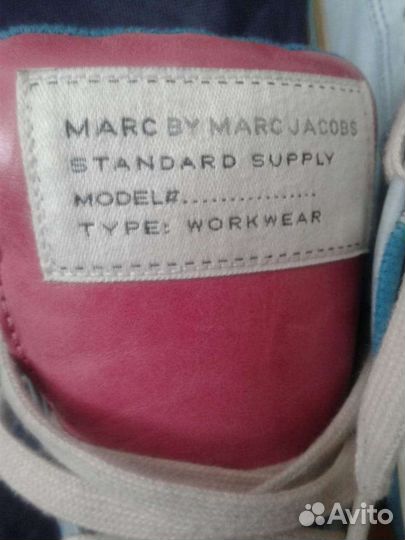 MARC BY MARC JACOBS
STANDARD SUPPLY
MODEL#................
TYPE: WORKWEAR
Avito